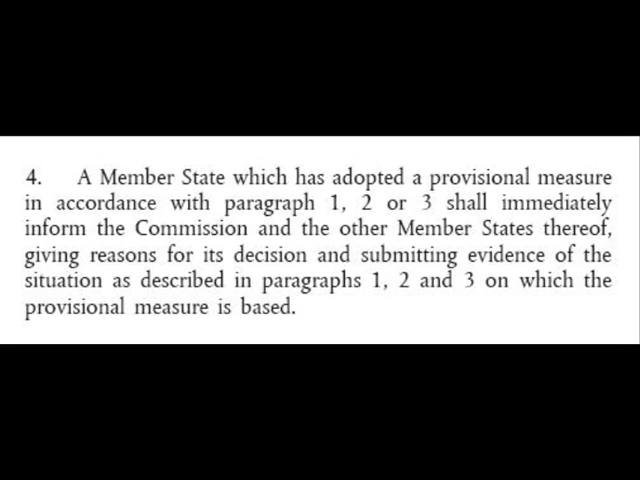 4. A Member State which has adopted a provisional measure
in accordance with paragraph 1, 2 or 3 shall immediately
inform the Commission and the other Member States thereof,
giving reasons for its decision and submitting evidence of the
situation as described in paragraphs 1, 2 and 3 on which the
provisional measure is based.